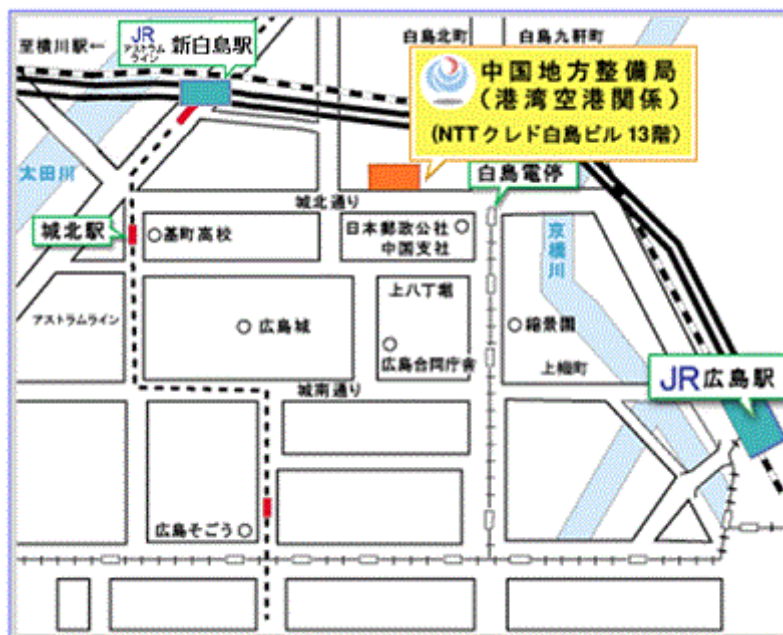 至横川駅←
JR
アストラム
ライン
新白島駅
白島北町
白島九軒町
中国地方整備局
(港湾空港関係)
(NTTクレド白島ビル 13階)
太田川
白島電停
城北通り
城北駅
基町高校
日本郵政公社
中国支社
京橋川
上八丁堀
アストラムライン
広島城
縮景園
広島合同庁舎
上幟町
城南通り
JR広島駅
広島そごう